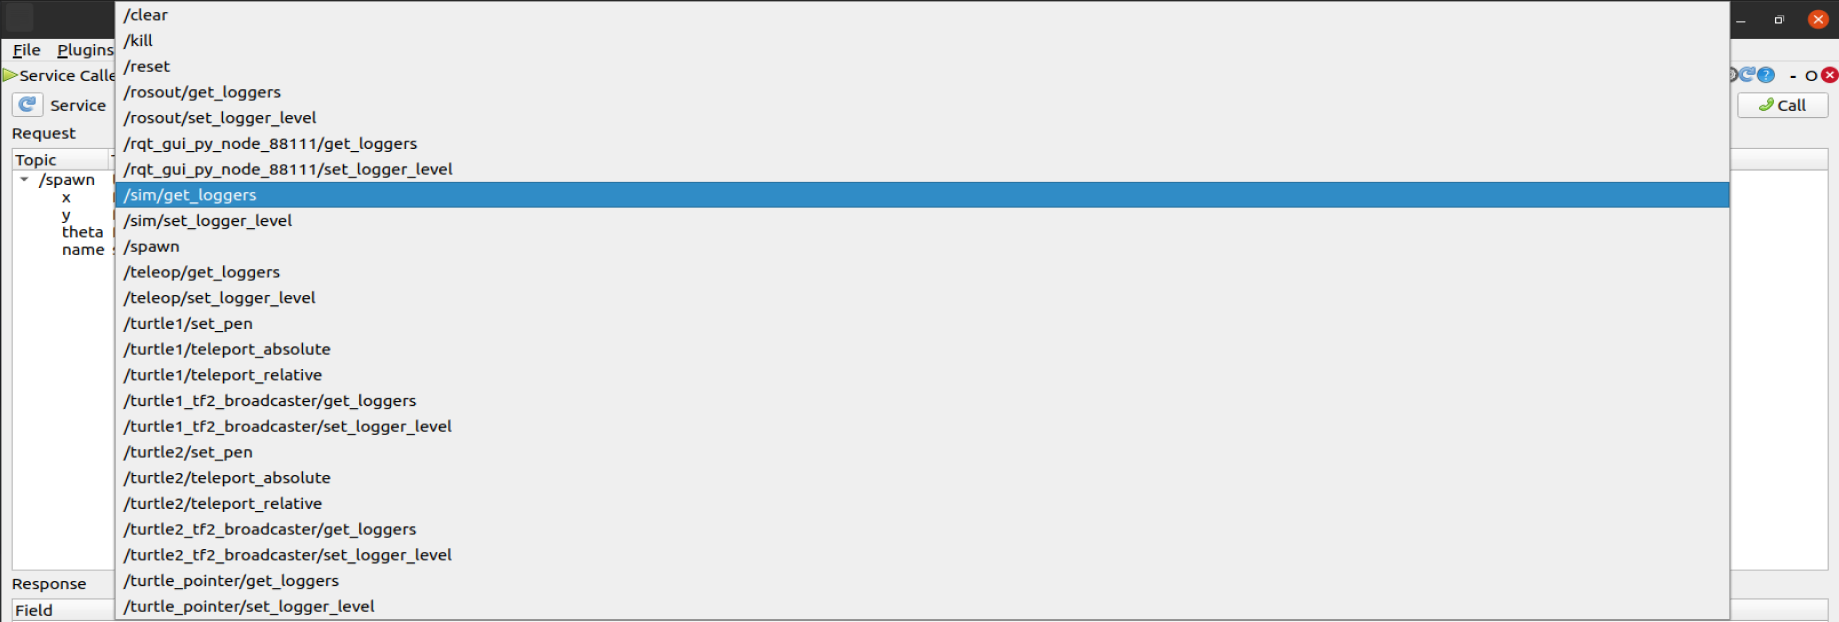 File Plugins
Service Calle
Service
Call
Request
Topic
/spawn
x
y
theta
name
/clear
/kill
/reset
/rosout/get_loggers
/rosout/set_logger_level
/rqt_gui_py_node_88111/get_loggers
/rqt_gui_py_node_88111/set_logger_level
/sim/get_loggers
/sim/set_logger_level
/spawn
/teleop/get_loggers
/teleop/set_logger_level
/turtle1/set_pen
/turtle1/teleport_absolute
/turtle1/teleport_relative
/turtle1_tf2_broadcaster/get_loggers
/turtle1_tf2_broadcaster/set_logger_level
/turtle2/set_pen
/turtle2/teleport_absolute
/turtle2/teleport_relative
/turtle2_tf2_broadcaster/get_loggers
/turtle2_tf2_broadcaster/set_logger_level
/turtle_pointer/get_loggers
/turtle_pointer/set_logger_level
Response
Field